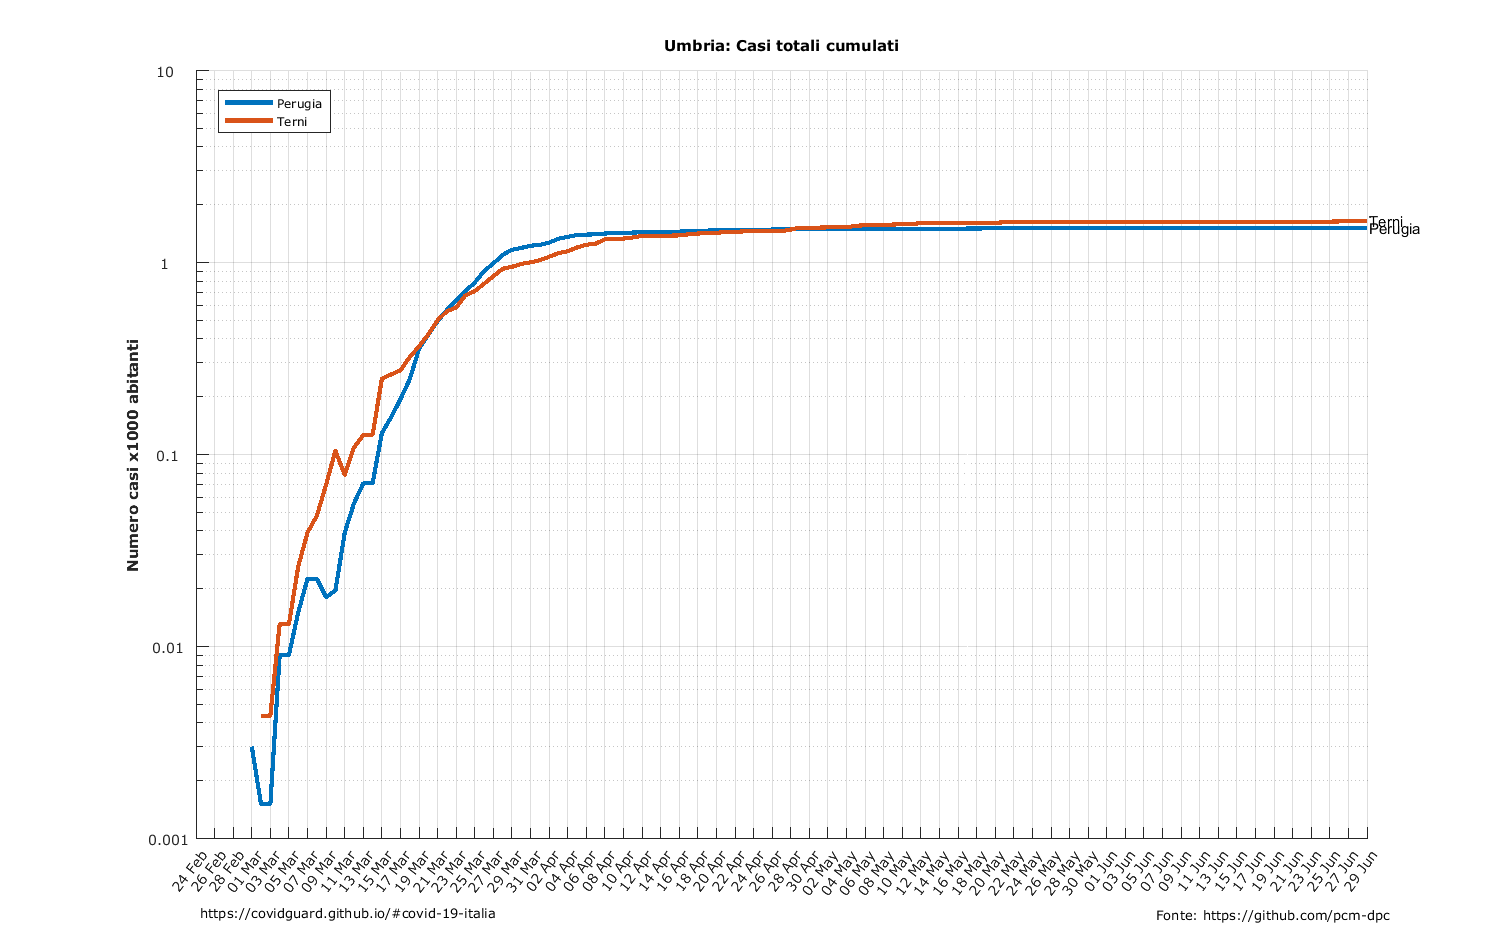 Umbria: Casi totali cumulati
10
1
0.1
0.01
0.001
Numero casi x1000 abitanti
Perugia
Terni
Terni
Perugia
24 Feb
26 Feb
28 Feb
01 Mar
03 Mar
05 Mar
07 Mar
09 Mar
11 Mar
13 Mar
15 Mar
17 Mar
19 Mar
21 Mar
23 Mar
25 Mar
27 Mar
29 Mar
31 Mar
02 Apr
04 Apr
06 Apr
08 Apr
10 Apr
12 Apr
14 Apr
16 Apr
18 Apr
20 Apr
22 Apr
24 Apr
26 Apr
28 Apr
30 Apr
02 May
04 May
06 May
08 May
10 May
12 May
14 May
16 May
18 May
20 May
22 May
24 May
26 May
28 May
30 May
01 Jun
03 Jun
05 Jun
07 Jun
09 Jun
11 Jun
13 Jun
15 Jun
17 Jun
19 Jun
21 Jun
23 Jun
25 Jun
27 Jun
29 Jun
https://covidguard.github.io/#covid-19-italia
Fonte: https://github.com/pcm-dpc